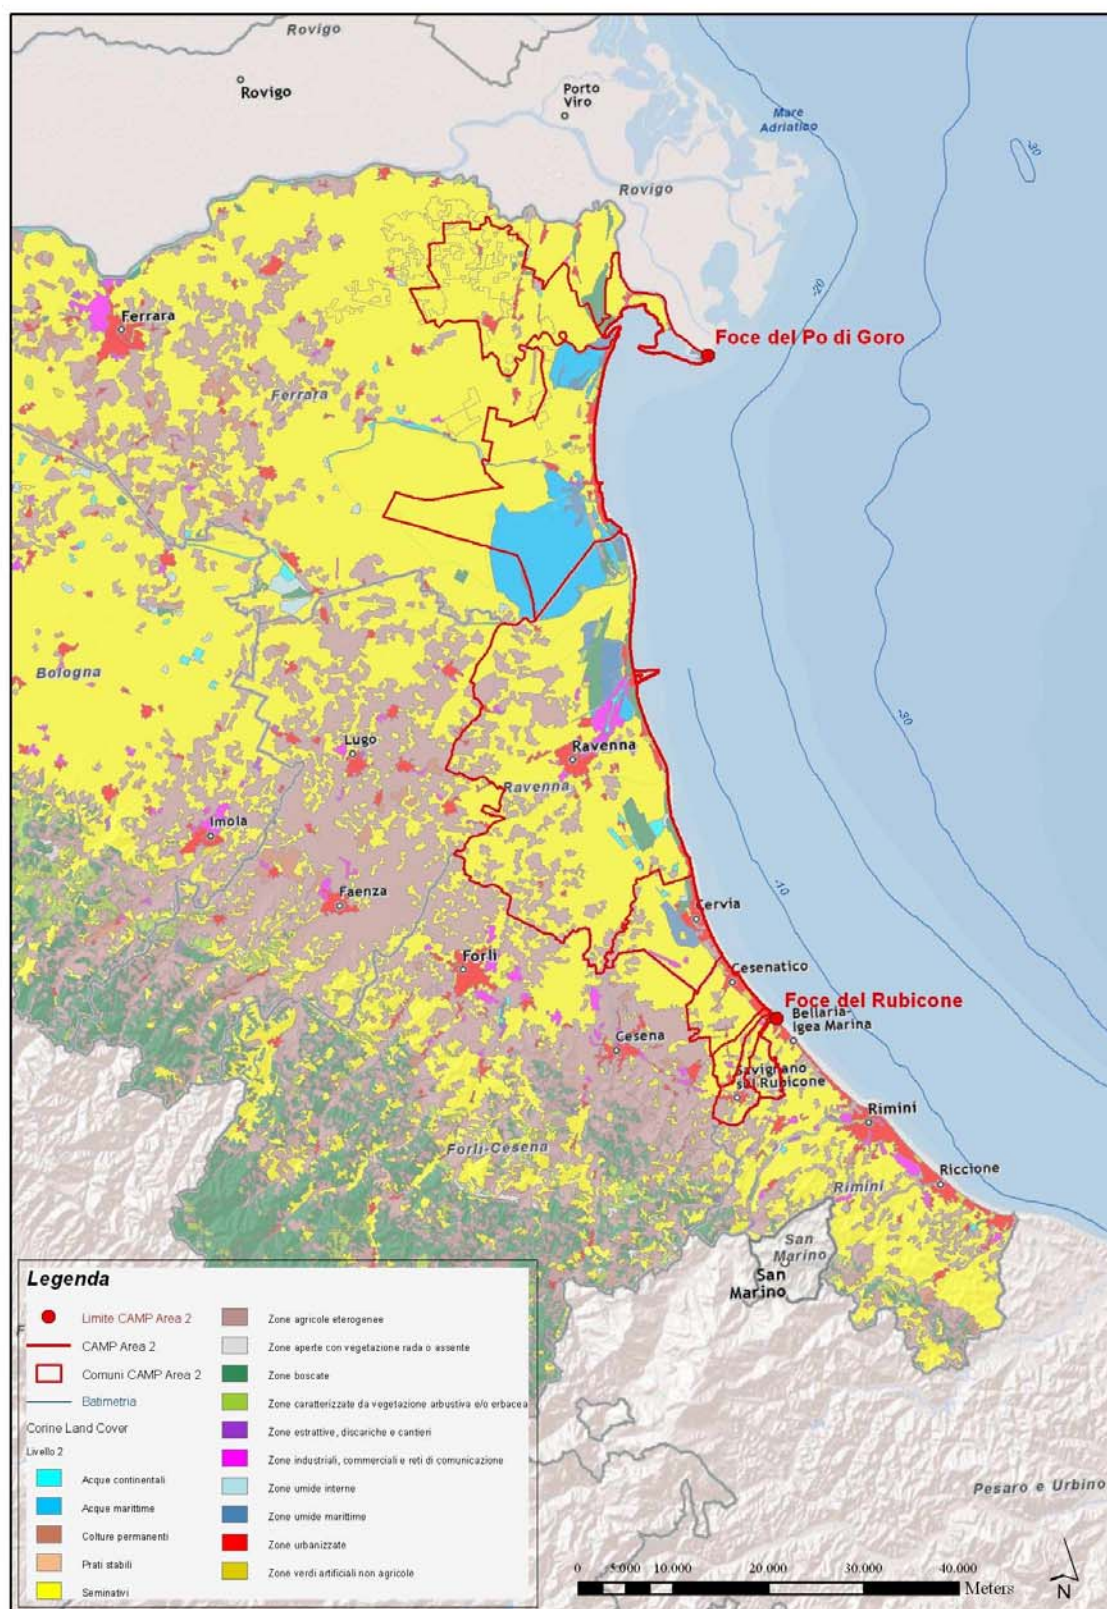 Rovigo
Rovigo
Porto
Viro
Mare
Adriatico
-30
Rovigo
-20
Ferrara
Foce del Po di Goro
Ferrara
Bologna
-30
Lugo
Ravenna
Ravenna
Imola
-10
Faenza
Cervia
Forlì
Cesenatico
Foce del Rubicone
Bellaria-
Igea Marina
Cesena
Savignano
sul Rubicone
Rimini
Forlì-Cesena
Riccione
Rimini
San
Marino
San
Marino
Legenda
Limite CAMP Area 2
CAMP Area 2
Comuni CAMP Area 2
Batimetria
Corine Land Cover
Livello 2
Acque continentali
Acque marittime
Colture permanenti
Prati stabili
Seminativi
Zone agricole eterogenee
Zone aperte con vegetazione rada o assente
Zone boscate
Zone caratterizzate da vegetazione arbustiva e/o erbacea
Zone estrattive, discariche e cantieri
Zone industriali, commerciali e reti di comunicazione
Zone umide interne
Zone umide marittime
Zone urbanizzate
Zone verdi artificiali non agricole
Pesaro e Urbino
0 5.000 10.000 20.000 30.000 40.000
Meters
N